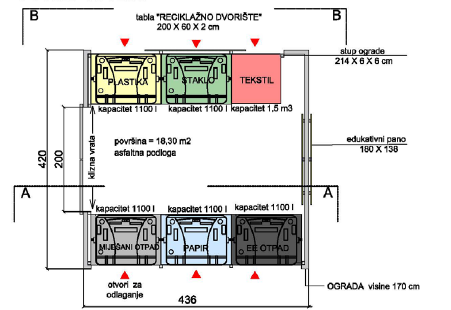 B
B
tabla "RECIKLAŽNO DVORIŠTE"
200 X 60 X 2 cm
stup ograde
214 X 6 X 6 cm
PLASTIKA
STAKLO
TEKSTIL
kapacitet 1100 l
kapacitet 1100 l
kapacitet 1,5 m3
površina = 18,30 m2
asfaltna podloga
klizna vrata
420
200
edukativni pano
180 X 138
A
A
kapacitet 1100 l
kapacitet 1100 l
kapacitet 1100 l
MIJEŠANI OTPAD
PAPIR
EE OTPAD
otvori za
odlaganje
436
OGRADA visine 170 cm